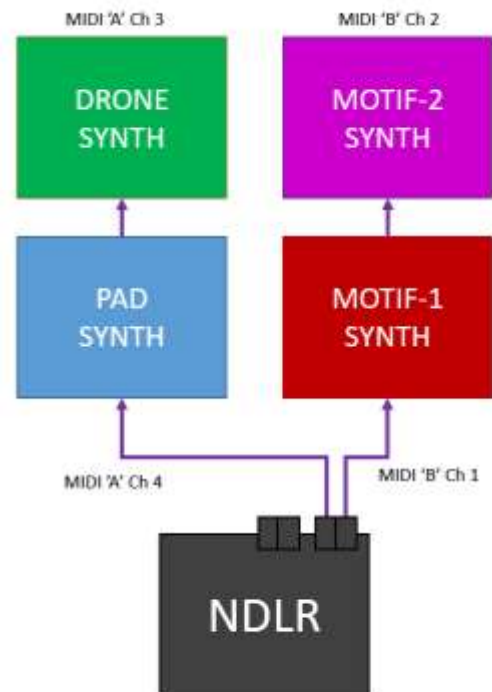 MIDI 'A' Ch 3
MIDI 'B' Ch 2
DRONE
SYNTH
MOTIF-2
SYNTH
PAD
SYNTH
MOTIF-1
SYNTH
MIDI 'A' Ch 4
MIDI 'B' Ch 1
NDLR